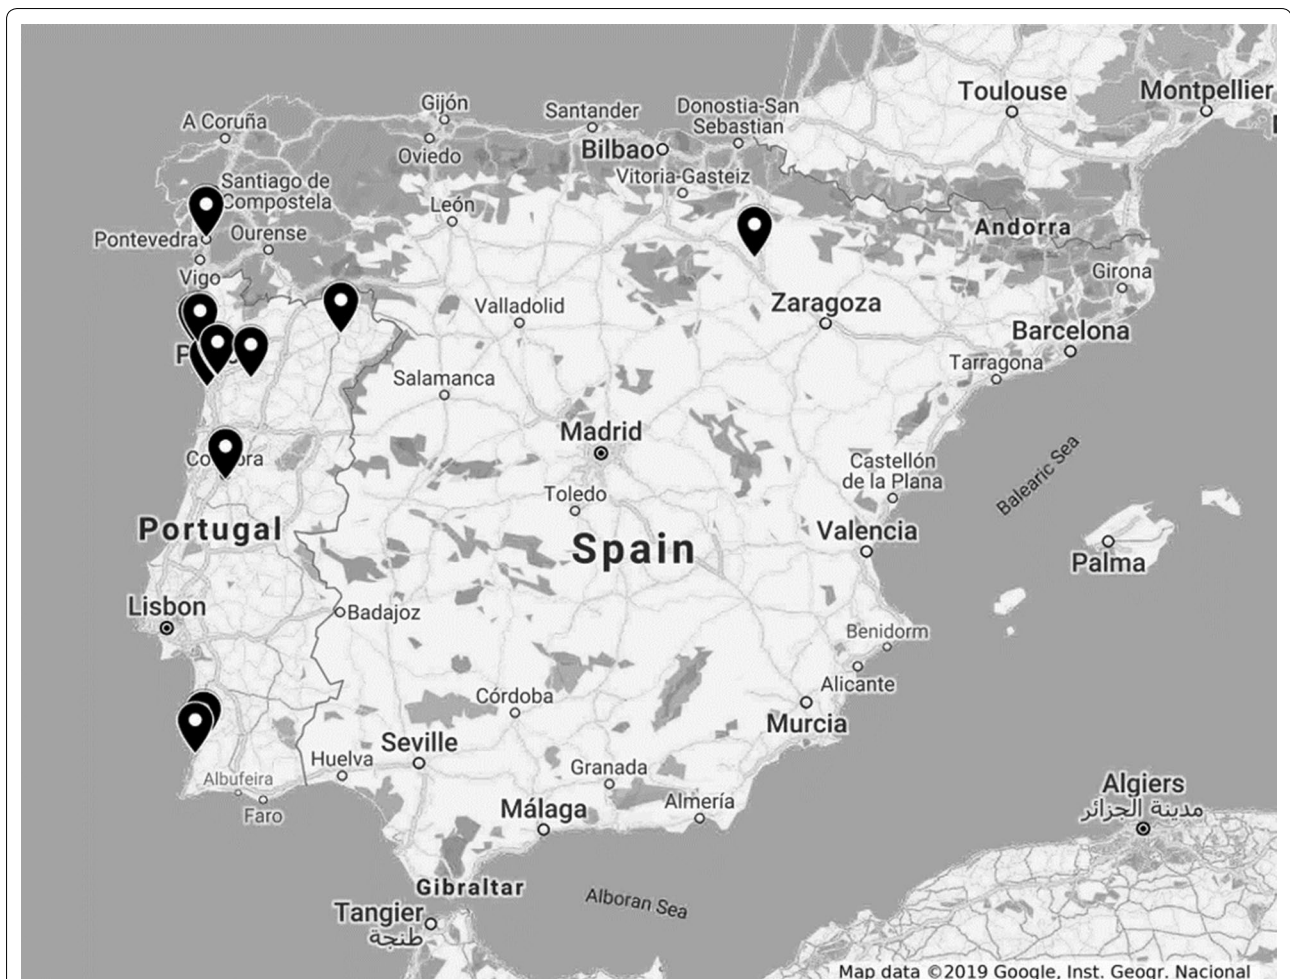 Toulouse
Montpellier
Gijón
Santander
Donostia-San
Sebastian
A Coruña
Oviedo
Bilbao
Vitoria-Gasteiz
Santiago de
Compostela
León
Andorra
Pontevedra
Ourense
Vigo
Girona
Valladolid
Zaragoza
Barcelona
Tarragona
Salamanca
Madrid
Castellón
de la Plana
Balearic Sea
Toledo
Portugal
Spain
Valencia
Palma
Lisbon
Badajoz
Benidorm
Alicante
Córdoba
Murcia
Seville
Huelva
Granada
Albufeira
Faro
Málaga
Almería
Algiers
مدينة الجزائر
Gibraltar
Alboran Sea
Tangier
طنجة
Map data ©2019 Google, Inst. Geogr. Nacional